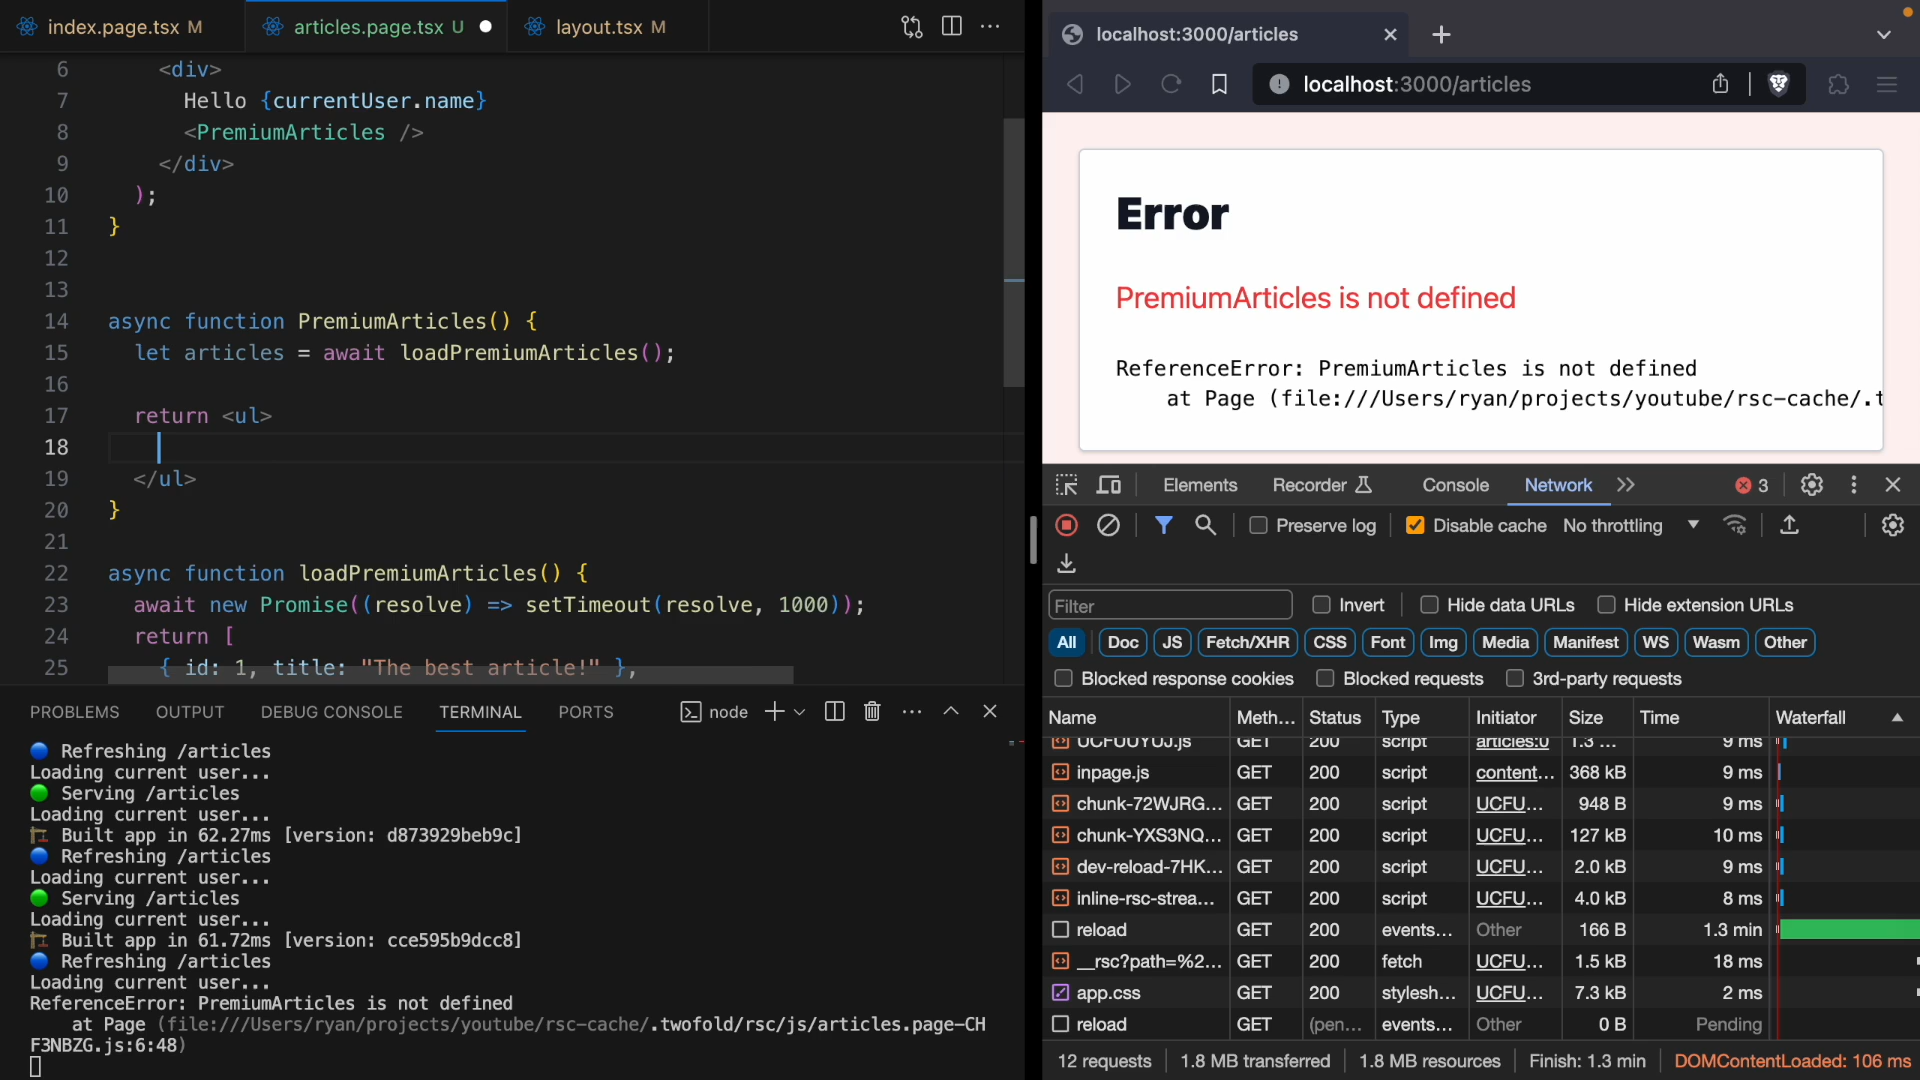 index.page.tsx M
articles.page.tsx U
layout.tsx M
6 <div>
7 Hello {currentUser.name}
8 <PremiumArticles />
9 </div>
10 );
11 }
12
13
14 async function PremiumArticles() {
15 let articles = await loadPremiumArticles();
16
17 return <ul>
18
19 </ul>
20 }
21
22 async function loadPremiumArticles() {
23 await new Promise((resolve) => setTimeout(resolve, 1000));
24 return [
25 { id: 1, title: "The best article!" },
PROBLEMS OUTPUT DEBUG CONSOLE TERMINAL PORTS node
Refreshing /articles
Loading current user...
Serving /articles
Loading current user...
Built app in 62.27ms [version: d873929beb9c]
Refreshing /articles
Loading current user...
Serving /articles
Loading current user...
Built app in 61.72ms [version: cce595b9dcc8]
Refreshing /articles
Loading current user...
ReferenceError: PremiumArticles is not defined
at Page (file:///Users/ryan/projects/youtube/rsc-cache/.twofold/rsc/js/articles.page-CH
F3NBZG.js:6:48)
localhost:3000/articles
localhost:3000/articles
Error
PremiumArticles is not defined
ReferenceError: PremiumArticles is not defined
at Page (file:///Users/ryan/projects/youtube/rsc-cache/.t
Elements Recorder Console Network 3
Preserve log Disable cache No throttling
Filter Invert Hide data URLs Hide extension URLs
All Doc JS Fetch/XHR CSS Font Img Media Manifest WS Wasm Other
Blocked response cookies Blocked requests 3rd-party requests
Name Meth... Status Type Initiator Size Time Waterfall
UCFUUYUJ.js GET 200 script articles:0 1.3 ... 9 ms
inpage.js GET 200 script content... 368 kB 9 ms
chunk-72WJRG... GET 200 script UCFU... 948 B 9 ms
chunk-YXS3NQ... GET 200 script UCFU... 127 kB 10 ms
dev-reload-7HK... GET 200 script UCFU... 2.0 kB 9 ms
inline-rsc-strea... GET 200 script UCFU... 4.0 kB 8 ms
reload GET 200 events... Other 166 B 1.3 min
__rsc?path=%2... GET 200 fetch UCFU... 1.5 kB 18 ms
app.css GET 200 stylesh... UCFU... 7.3 kB 2 ms
reload GET (pen... events... Other 0 B Pending
12 requests 1.8 MB transferred 1.8 MB resources Finish: 1.3 min DOMContentLoaded: 106 ms